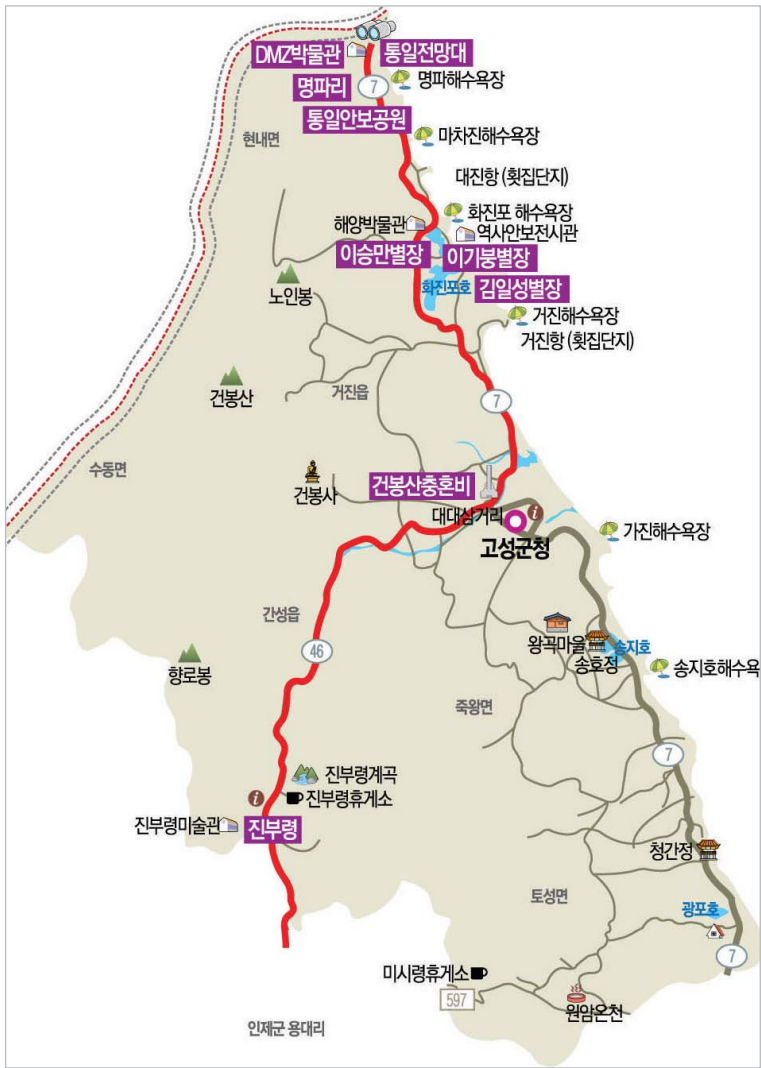 DMZ박물관
통일전망대
명파리
7
명파해수욕장
통일안보공원
마차진해수욕장
현내면
대진항 (횟집단지)
해양박물관
화진포 해수욕장
역사안보전시관
이승만별장
이기붕별장
화진포호
김일성별장
노인봉
거진해수욕장
거진항 (횟집단지)
건봉산
거진읍
7
수동면
건봉사
건봉산충혼비
대대삼거리
i
고성군청
가진해수욕장
간성읍
46
왕곡마을
송지호
송호정
송지호해수욕
향로봉
죽왕면
7
진부령계곡
i
진부령휴게소
진부령미술관
진부령
청간정
토성면
광포호
7
미시령휴게소
597
원암온천
인제군 용대리